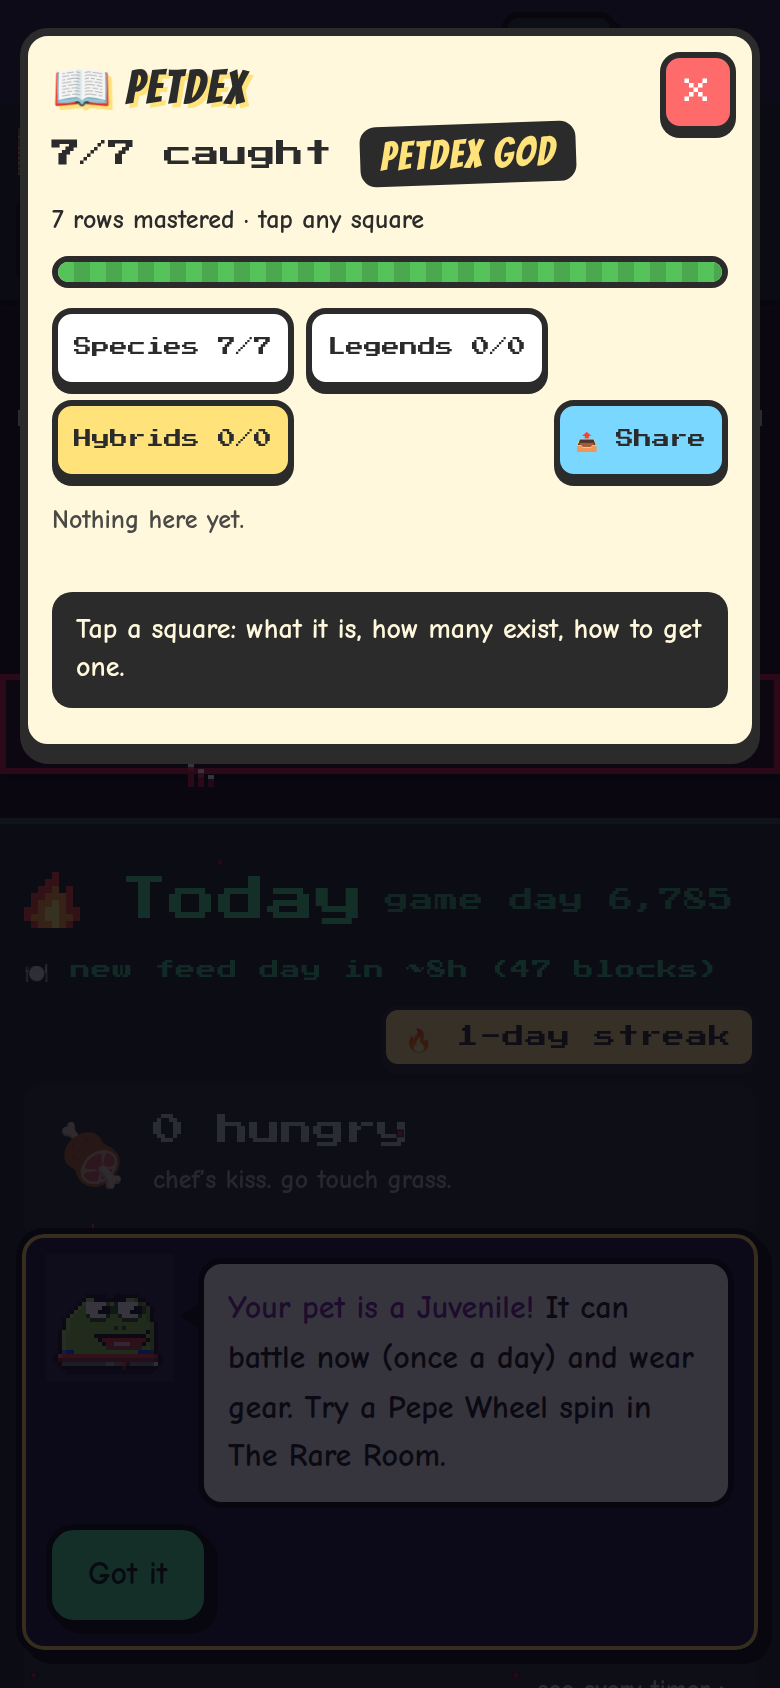 PETDEX
7/7 caught PETDEX GOD
7 rows mastered · tap any square
Species 7/7 Legends 0/0
Hybrids 0/0 Share
Nothing here yet.
Tap a square: what it is, how many exist, how to get
one.
Today game day 6,785
new feed day in ~8h (47 blocks)
1-day streak
0 hungry
chef's kiss. go touch grass.
Your pet is a Juvenile! It can
battle now (once a day) and wear
gear. Try a Pepe Wheel spin in
The Rare Room.
Got it
see every timer